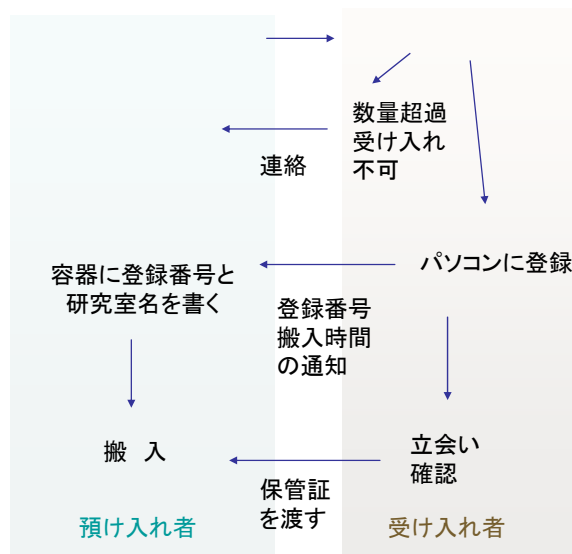 数量超過
受け入れ
不可
連絡
パソコンに登録
容器に登録番号と
研究室名を書く
登録番号
搬入時間
の通知
搬　入
立会い
確認
保管証
を渡す
預け入れ者
受け入れ者